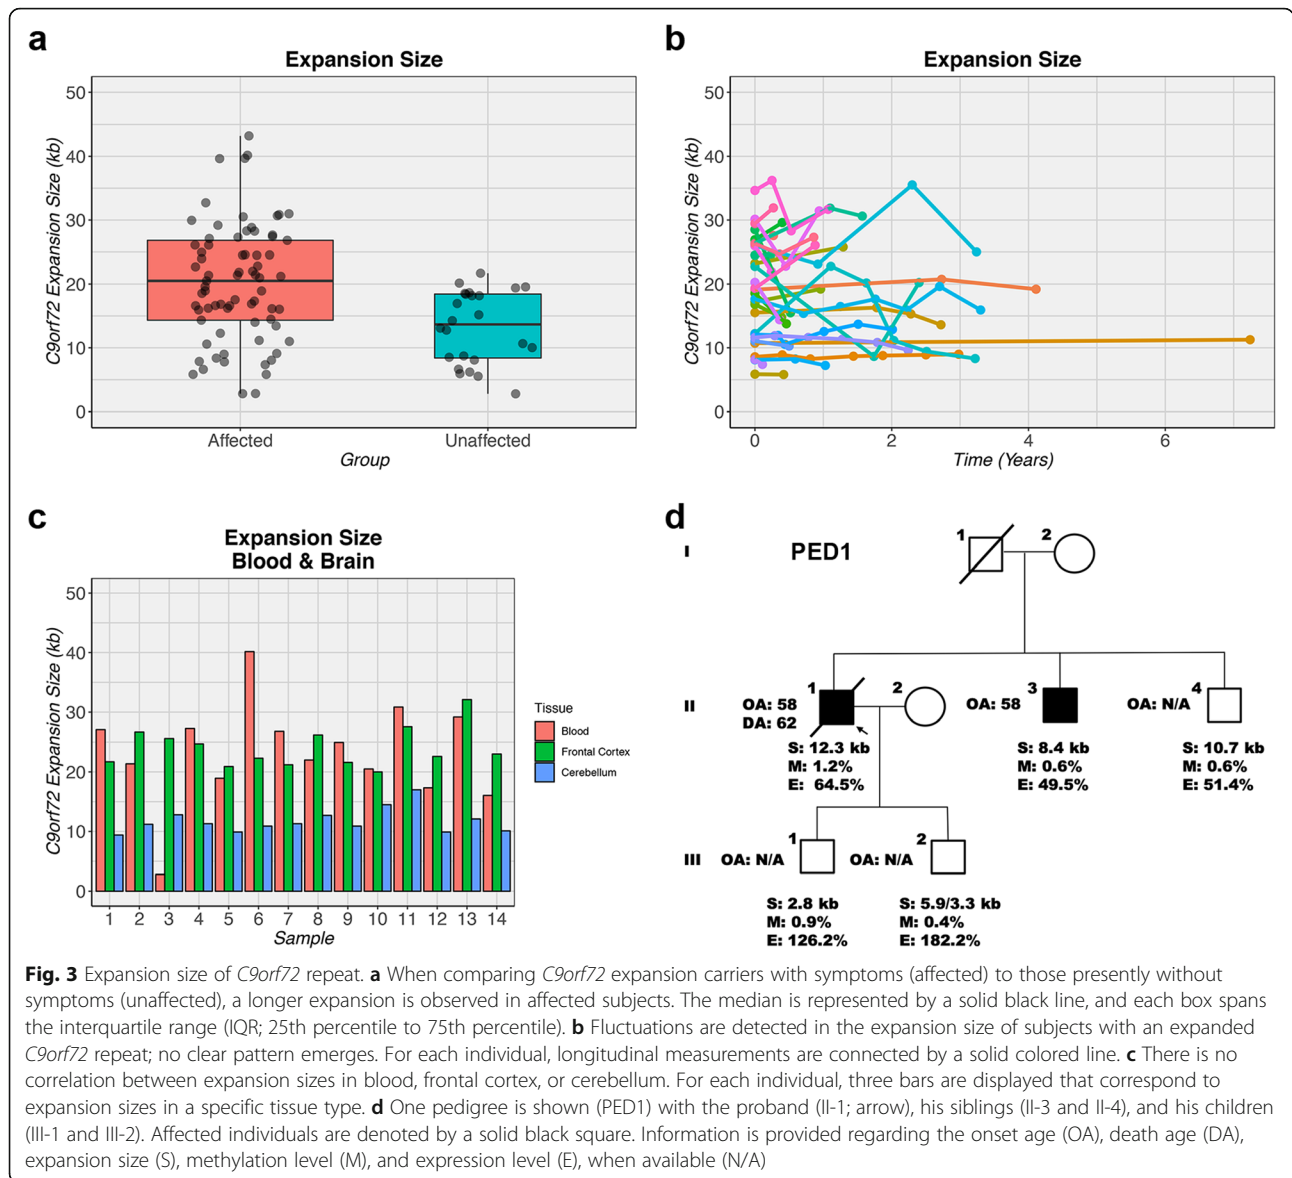 a
Expansion Size
C9orf72 Expansion Size (kb)
50
40
30
20
10
0
Affected
Unaffected
Group
b
Expansion Size
C9orf72 Expansion Size (kb)
50
40
30
20
10
0
0
2
4
6
Time (Years)
c
Expansion Size
Blood & Brain
C9orf72 Expansion Size (kb)
50
40
30
20
10
0
1 2 3 4 5 6 7 8 9 10 11 12 13 14
Sample
Tissue
Blood
Frontal Cortex
Cerebellum
d
I
PED1
1
2
II
OA: 58
DA: 62
1
2
OA: 58
3
OA: N/A
4
S: 12.3 kb
M: 1.2%
E: 64.5%
S: 8.4 kb
M: 0.6%
E: 49.5%
S: 10.7 kb
M: 0.6%
E: 51.4%
III
OA: N/A
1
OA: N/A
2
S: 2.8 kb
M: 0.9%
E: 126.2%
S: 5.9/3.3 kb
M: 0.4%
E: 182.2%
Fig. 3 Expansion size of C9orf72 repeat. a When comparing C9orf72 expansion carriers with symptoms (affected) to those presently without
symptoms (unaffected), a longer expansion is observed in affected subjects. The median is represented by a solid black line, and each box spans
the interquartile range (IQR; 25th percentile to 75th percentile). b Fluctuations are detected in the expansion size of subjects with an expanded
C9orf72 repeat; no clear pattern emerges. For each individual, longitudinal measurements are connected by a solid colored line. c There is no
correlation between expansion sizes in blood, frontal cortex, or cerebellum. For each individual, three bars are displayed that correspond to
expansion sizes in a specific tissue type. d One pedigree is shown (PED1) with the proband (II-1; arrow), his siblings (II-3 and II-4), and his children
(III-1 and III-2). Affected individuals are denoted by a solid black square. Information is provided regarding the onset age (OA), death age (DA),
expansion size (S), methylation level (M), and expression level (E), when available (N/A)